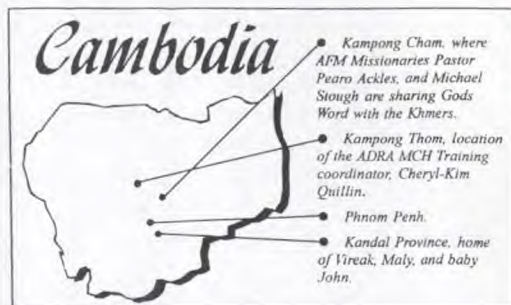 Cambodia
Kampong Cham, where
AFM Missionaries Pastor
Pearo Ackles, and Michael
Stough are sharing Gods
Word with the Khmers.
Kampong Thom, location
of the ADRA MCH Training
coordinator, Cheryl-Kim
Quillin.
Phnom Penh.
Kandal Province, home
of Vireak, Maly, and baby
John.